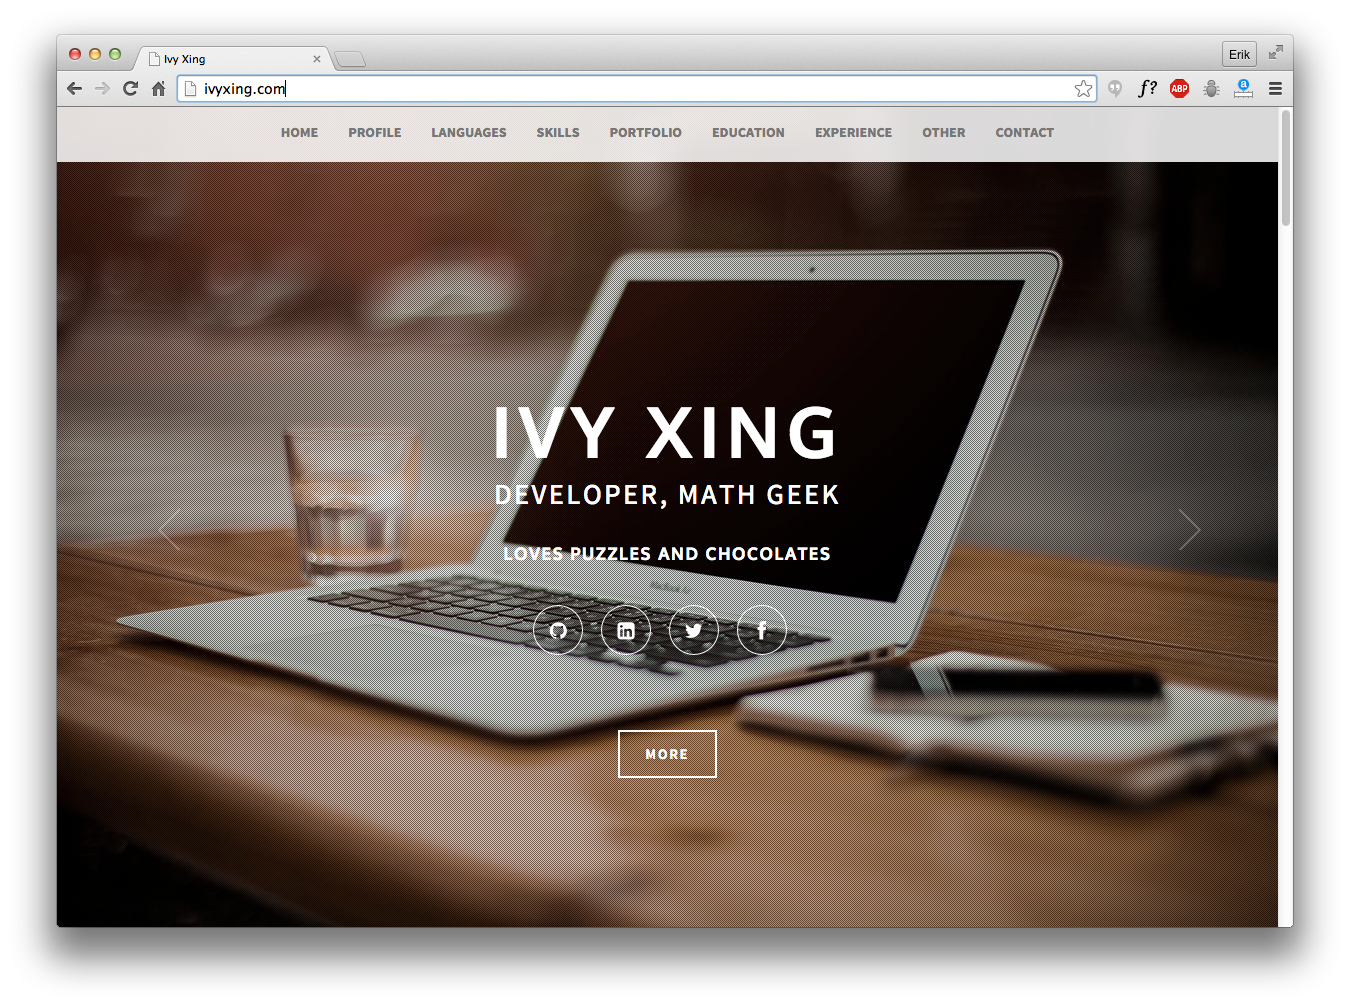 Ivy Xing
Erik
ivyxing.com
f?
ABP
a
HOME PROFILE LANGUAGES SKILLS PORTFOLIO EDUCATION EXPERIENCE OTHER CONTACT
IVY XING
DEVELOPER, MATH GEEK
LOVES PUZZLES AND CHOCOLATES
in
f
MORE